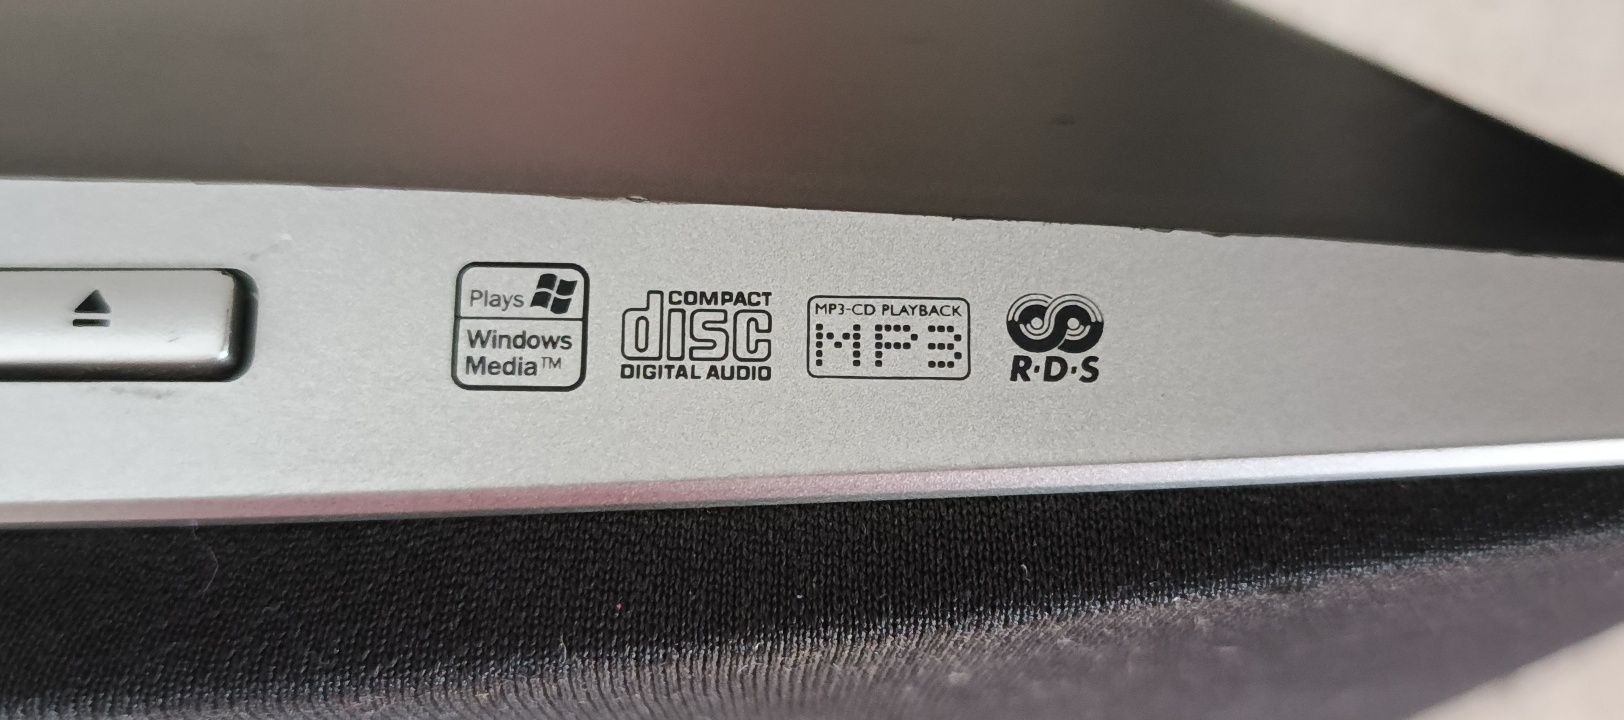 Plays
Windows
Media™
COMPACT
disc
DIGITAL AUDIO
MP3-CD PLAYBACK
MP3
R·D·S